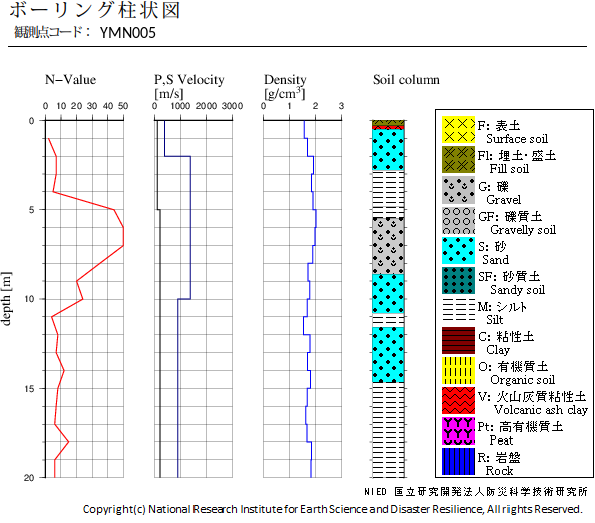 ボーリング柱状図
観測点コード： YMN005
N−Value
P,S Velocity
[m/s]
Density
[g/cm³]
Soil column
0 10 20 30 40 50
0 1000 2000 3000
0 1 2 3
0
5
10
15
20
depth [m]
F: 表土
Surface soil
Fl: 埋土・盛土
Fill soil
G: 礫
Gravel
GF: 礫質土
Gravelly soil
S: 砂
Sand
SF: 砂質土
Sandy soil
M: シルト
Silt
C: 粘性土
Clay
O: 有機質土
Organic soil
V: 火山灰質粘性土
Volcanic ash clay
Pt: 高有機質土
Peat
R: 岩盤
Rock
NIED 国立研究開発法人防災科学技術研究所
Copyright(c) National Research Institute for Earth Science and Disaster Resilience, All rights Reserved.